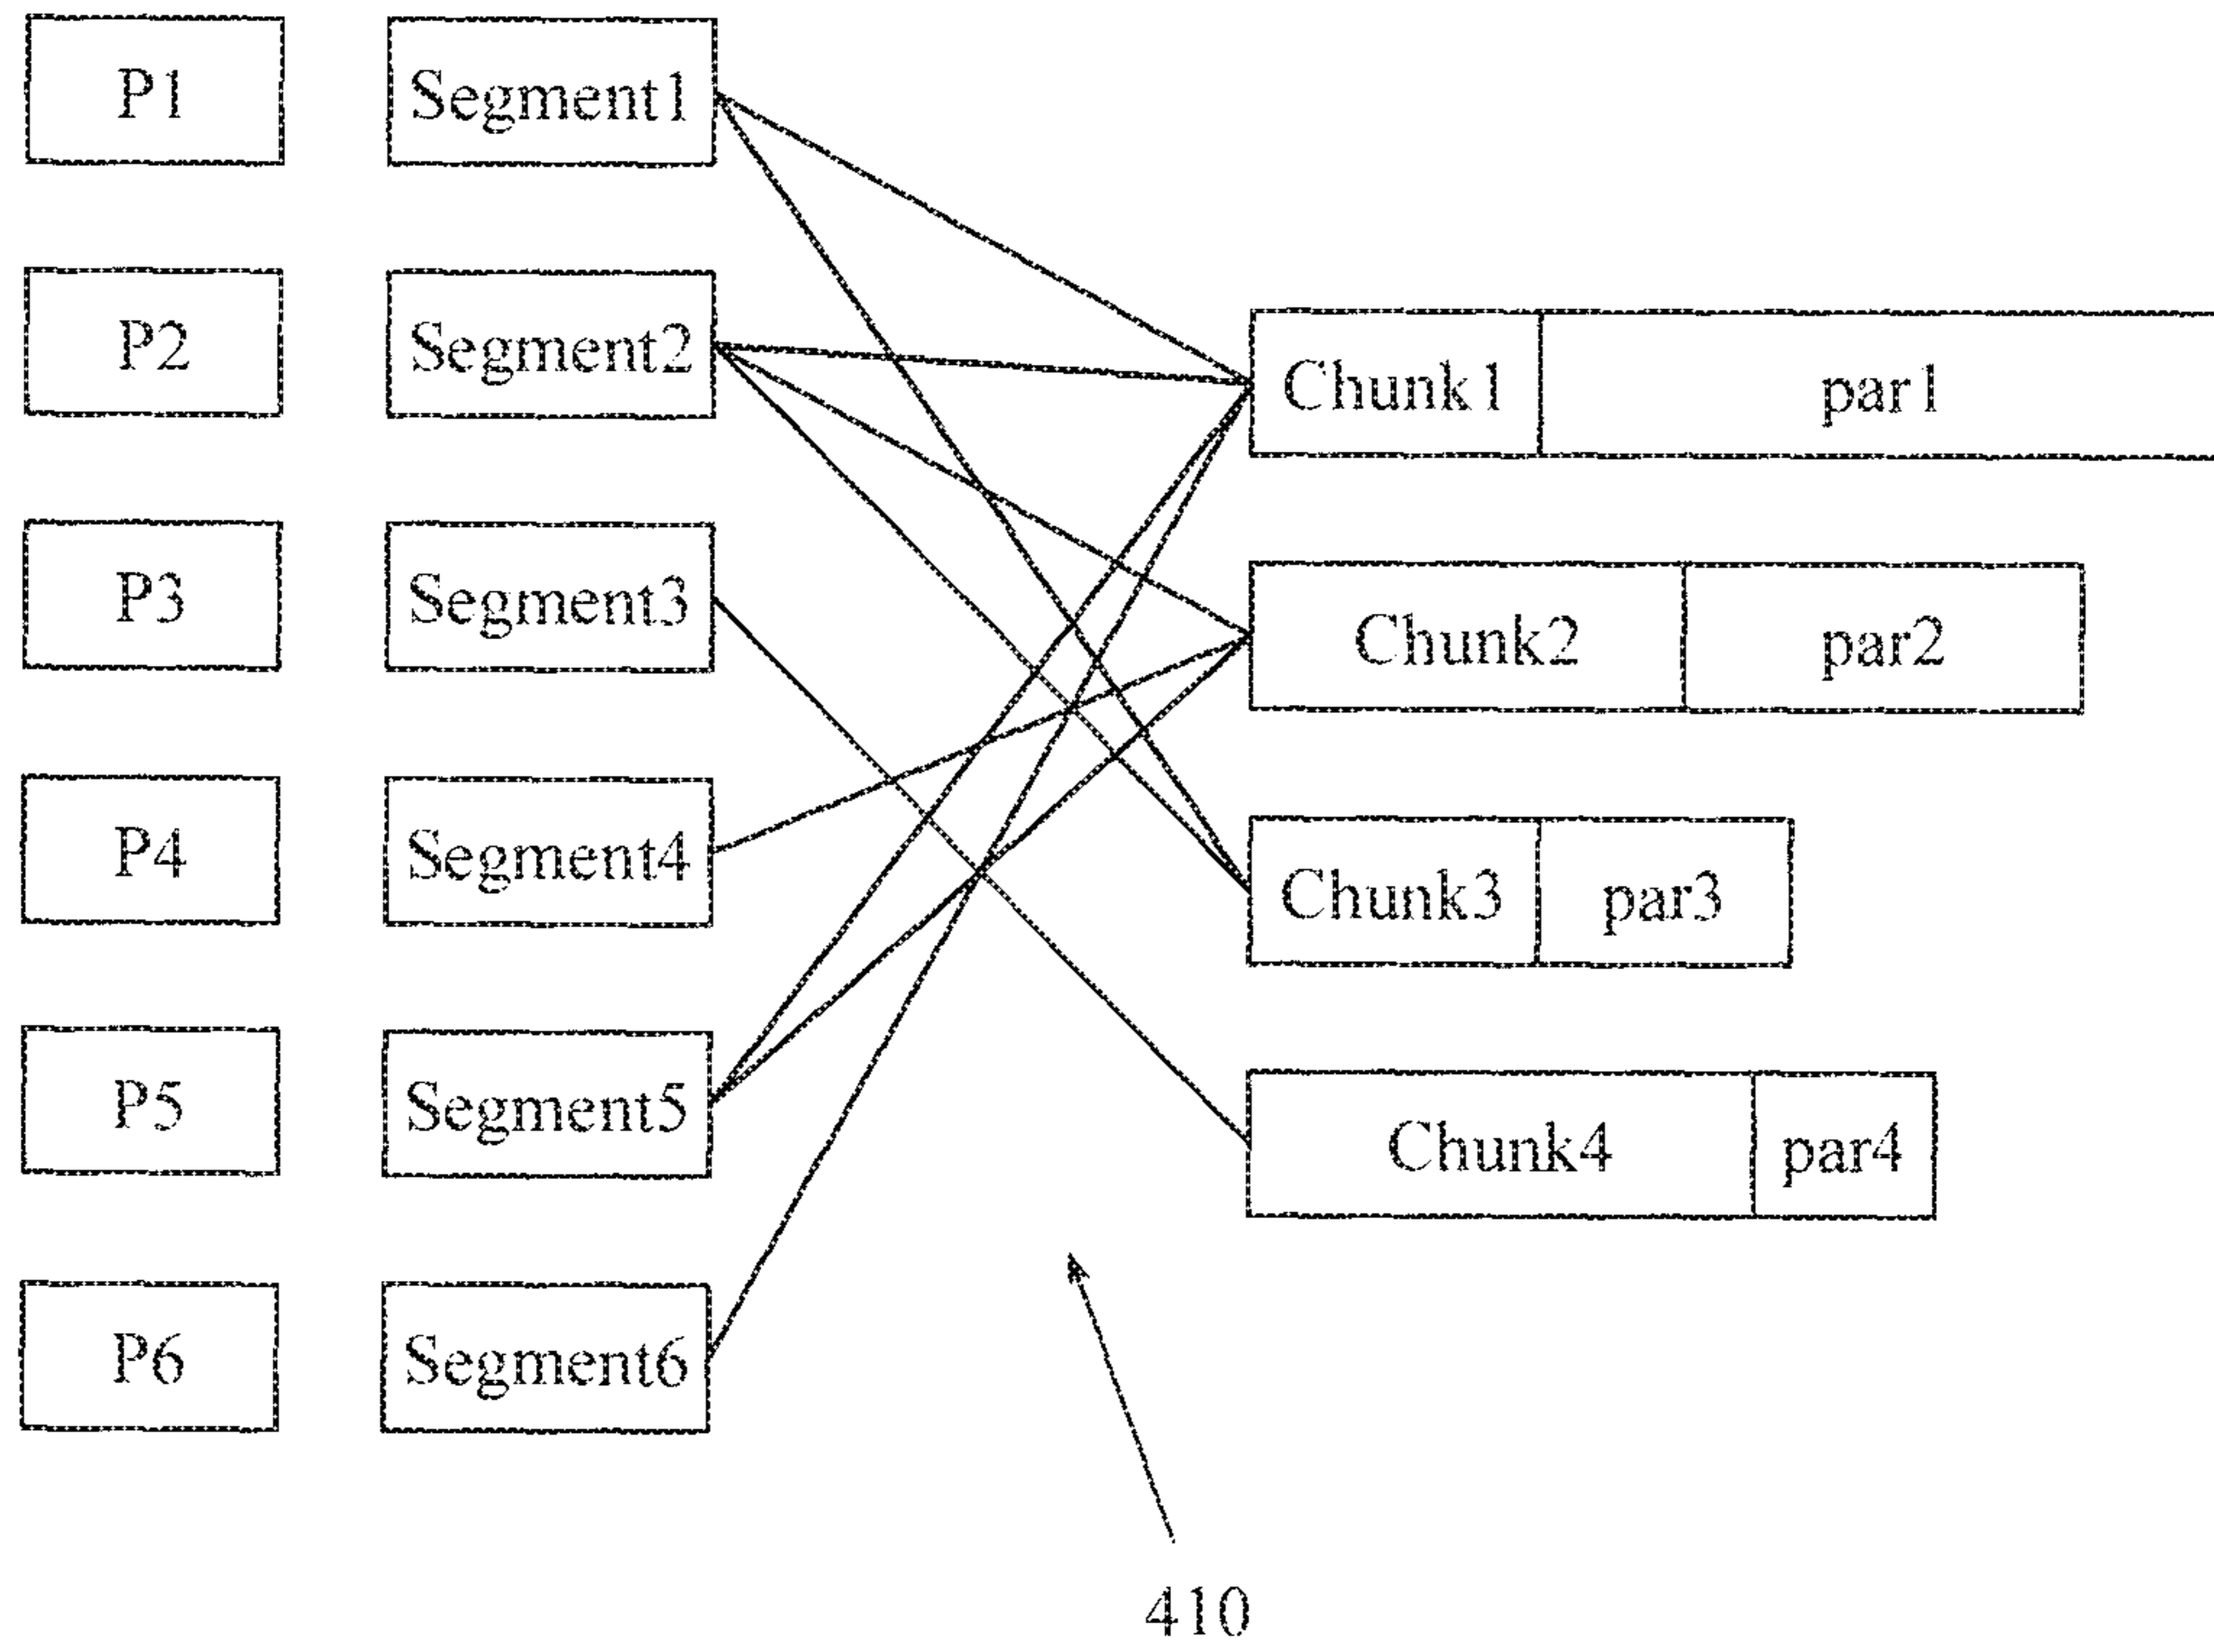 P1 Segment1
P2 Segment2
Chunk1 par1
P3 Segment3
Chunk2 par2
P4 Segment4
Chunk3 par3
P5 Segment5
Chunk4 par4
P6 Segment6
410